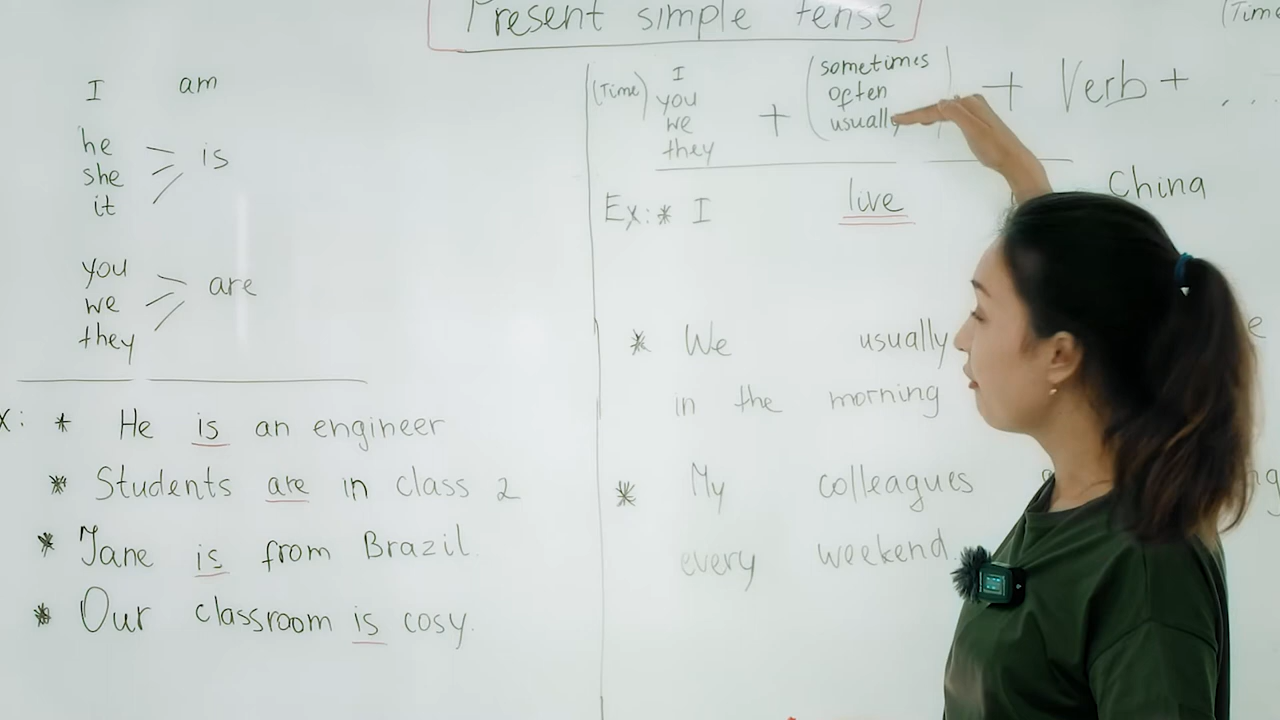 Present simple tense
(Time
I am
he
she is
it
you
we are
they
x:
* He is an engineer
* Students are in class 2
* Jane is from Brazil.
* Our classroom is cosy.
(Time) I
you
we
they
+ (sometimes
often
usually) + Verb + ...
Ex: * I live China
* We usually
in the morning
* My colleagues
every weekend